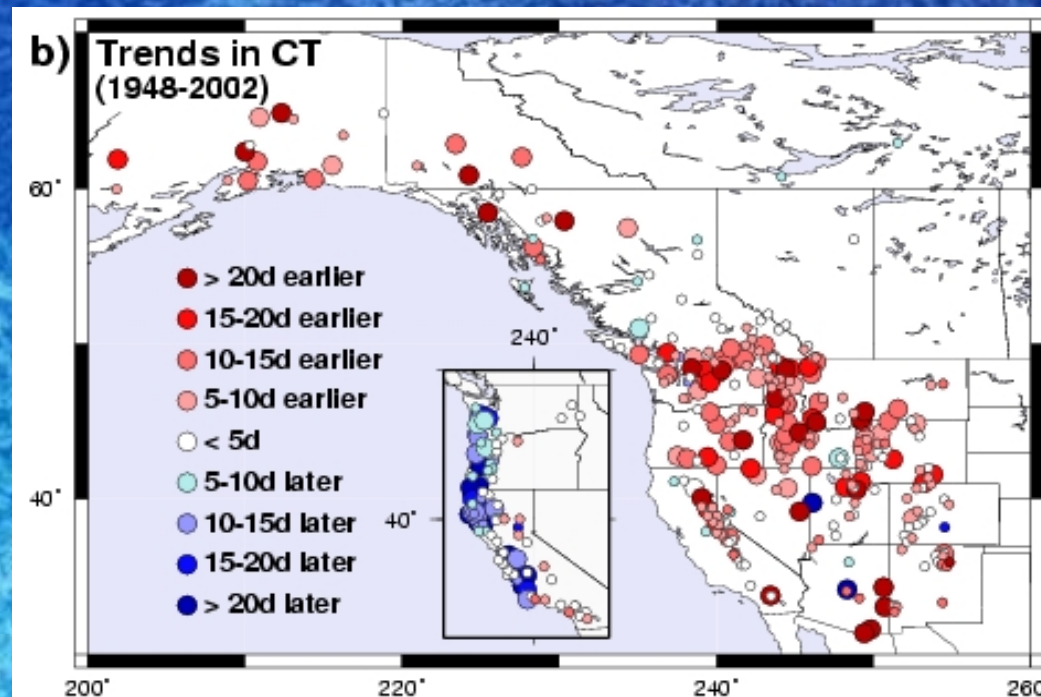 b) Trends in CT
(1948-2002)
60°
> 20d earlier
15-20d earlier
240°
10-15d earlier
5-10d earlier
< 5d
5-10d later
40°
10-15d later
40°
15-20d later
> 20d later
200°
220°
240°
260